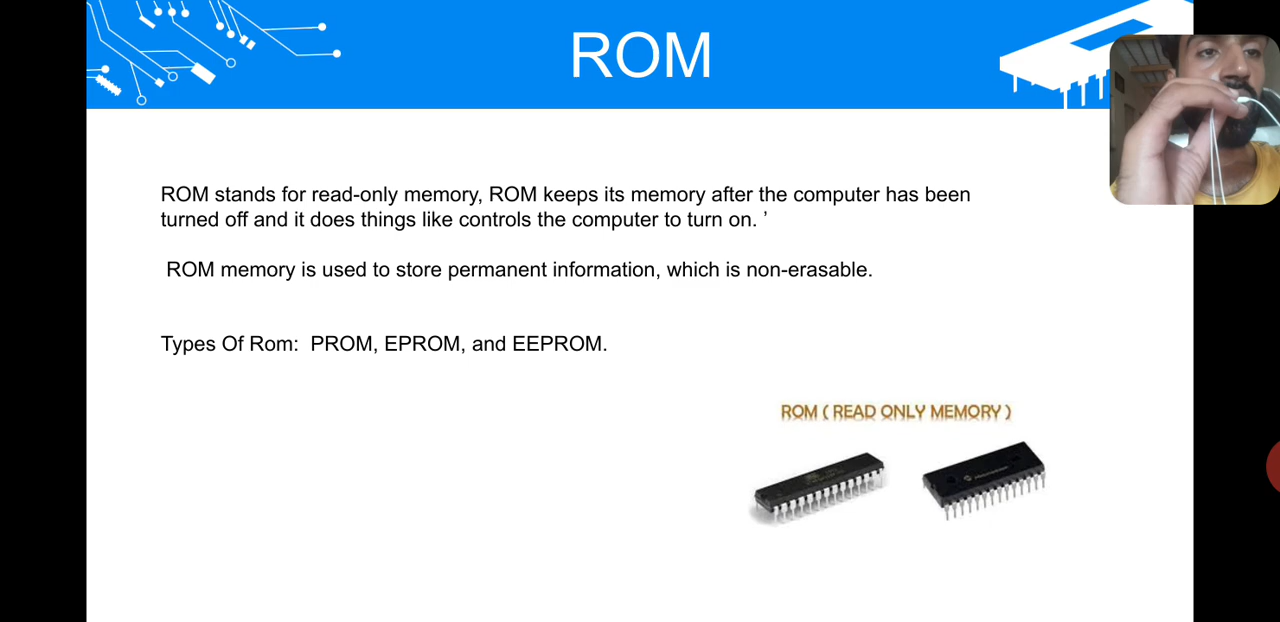 ROM
ROM stands for read-only memory, ROM keeps its memory after the computer has been
turned off and it does things like controls the computer to turn on. ’
ROM memory is used to store permanent information, which is non-erasable.
Types Of Rom: PROM, EPROM, and EEPROM.
ROM ( READ ONLY MEMORY )